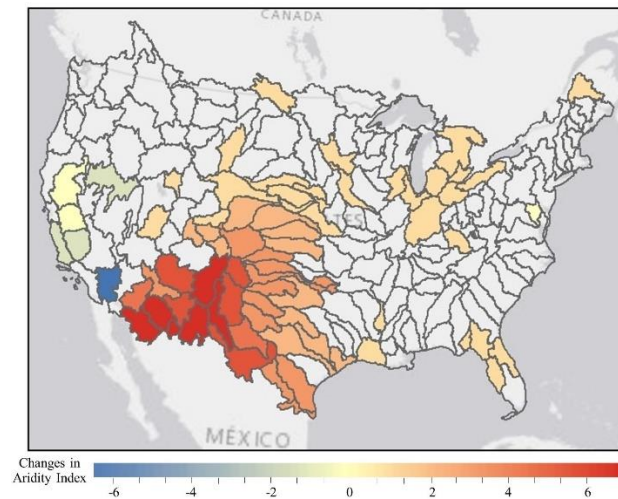 CANADA
TES
MÉXICO
Changes in
Aridity Index
-6 -4 -2 0 2 4 6